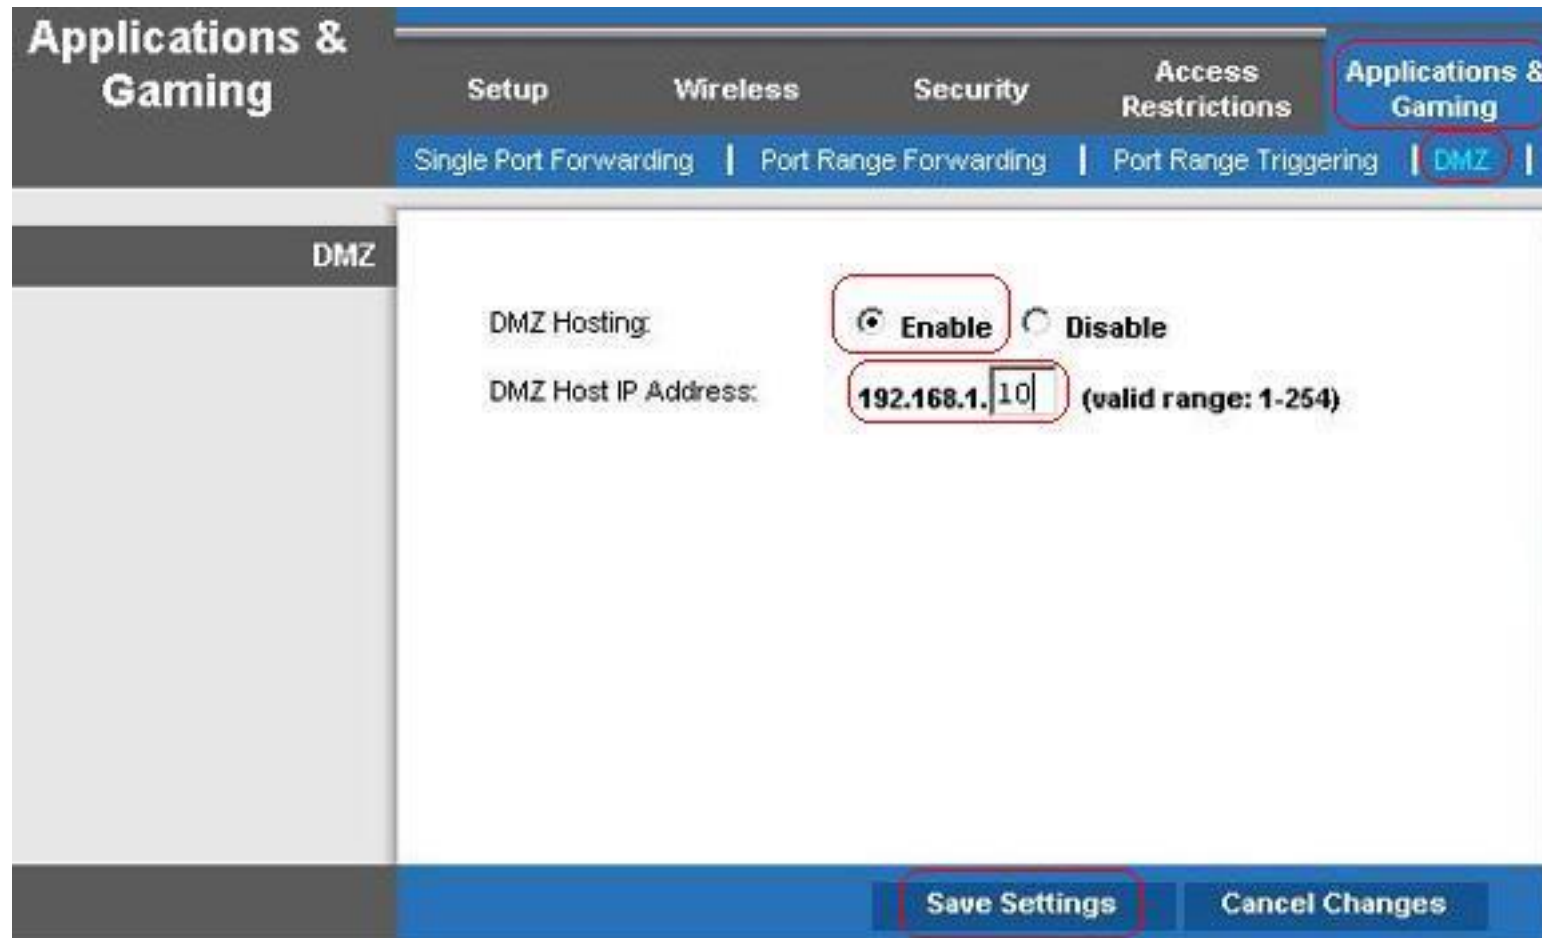 Applications &
Gaming
Setup
Wireless
Security
Access
Restrictions
Applications &
Gaming
Single Port Forwarding | Port Range Forwarding | Port Range Triggering | DMZ |
DMZ
DMZ Hosting:
Enable
Disable
DMZ Host IP Address:
192.168.1.10 (valid range: 1-254)
Save Settings
Cancel Changes